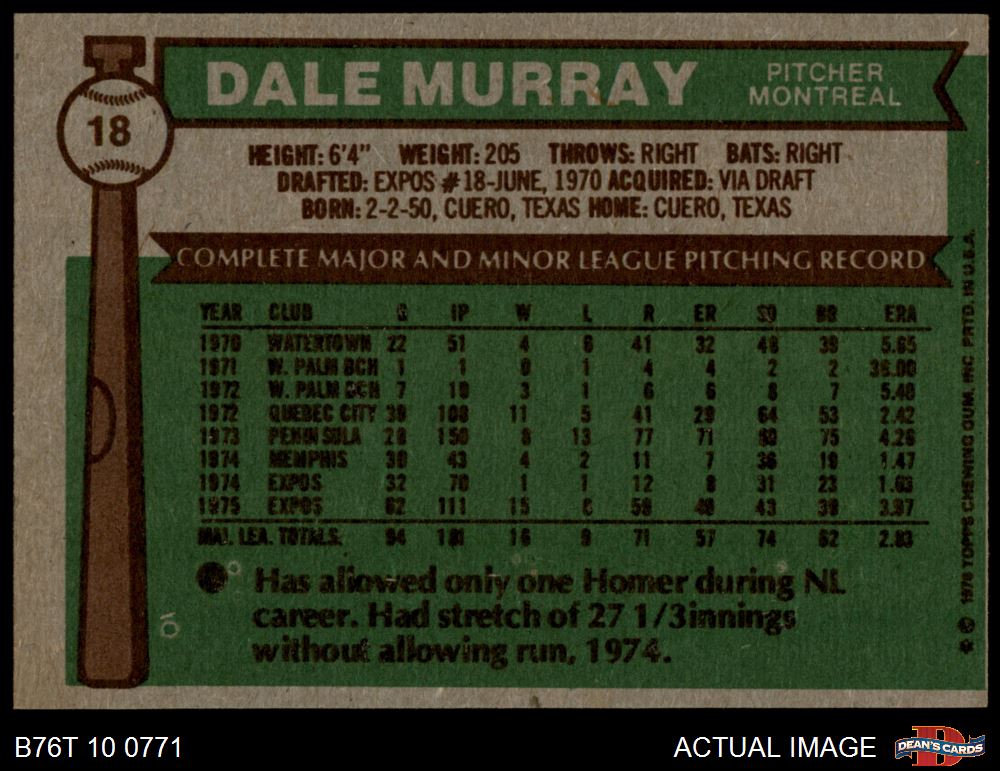 DALE MURRAY
PITCHER
MONTREAL
18
HEIGHT: 6'4" WEIGHT: 205 THROWS: RIGHT BATS: RIGHT
DRAFTED: EXPOS #18-JUNE, 1970 ACQUIRED: VIA DRAFT
BORN: 2-2-50, CUERO, TEXAS HOME: CUERO, TEXAS
COMPLETE MAJOR AND MINOR LEAGUE PITCHING RECORD
YEAR CLUB G IP W L R ER SO BB ERA
1970 WATERTOWN 22 51 4 6 41 32 48 39 5.65
1971 W. PALM BCH 1 1 0 1 4 4 2 2 36.00
1972 W. PALM BCH 7 10 3 1 6 6 8 7 5.40
1972 QUEBEC CITY 39 108 11 5 41 29 64 53 2.42
1973 PENINSULA 28 150 8 13 77 71 75 4.26
1974 MEMPHIS 30 43 4 2 11 7 36 19 1.47
1974 EXPOS 32 70 1 1 12 8 31 23 1.03
1975 EXPOS 62 111 15 8 59 49 43 39 3.97
MAJ. LEA. TOTALS. 94 181 16 9 71 57 74 62 2.83
Has allowed only one Homer during NL
career. Had stretch of 27 1/3innings
without allowing run, 1974.
* © 1976 TOPPS CHEWING GUM, INC. PRTD. IN U.S.A.
B76T 10 0771
ACTUAL IMAGE
D
DEAN'S CARDS